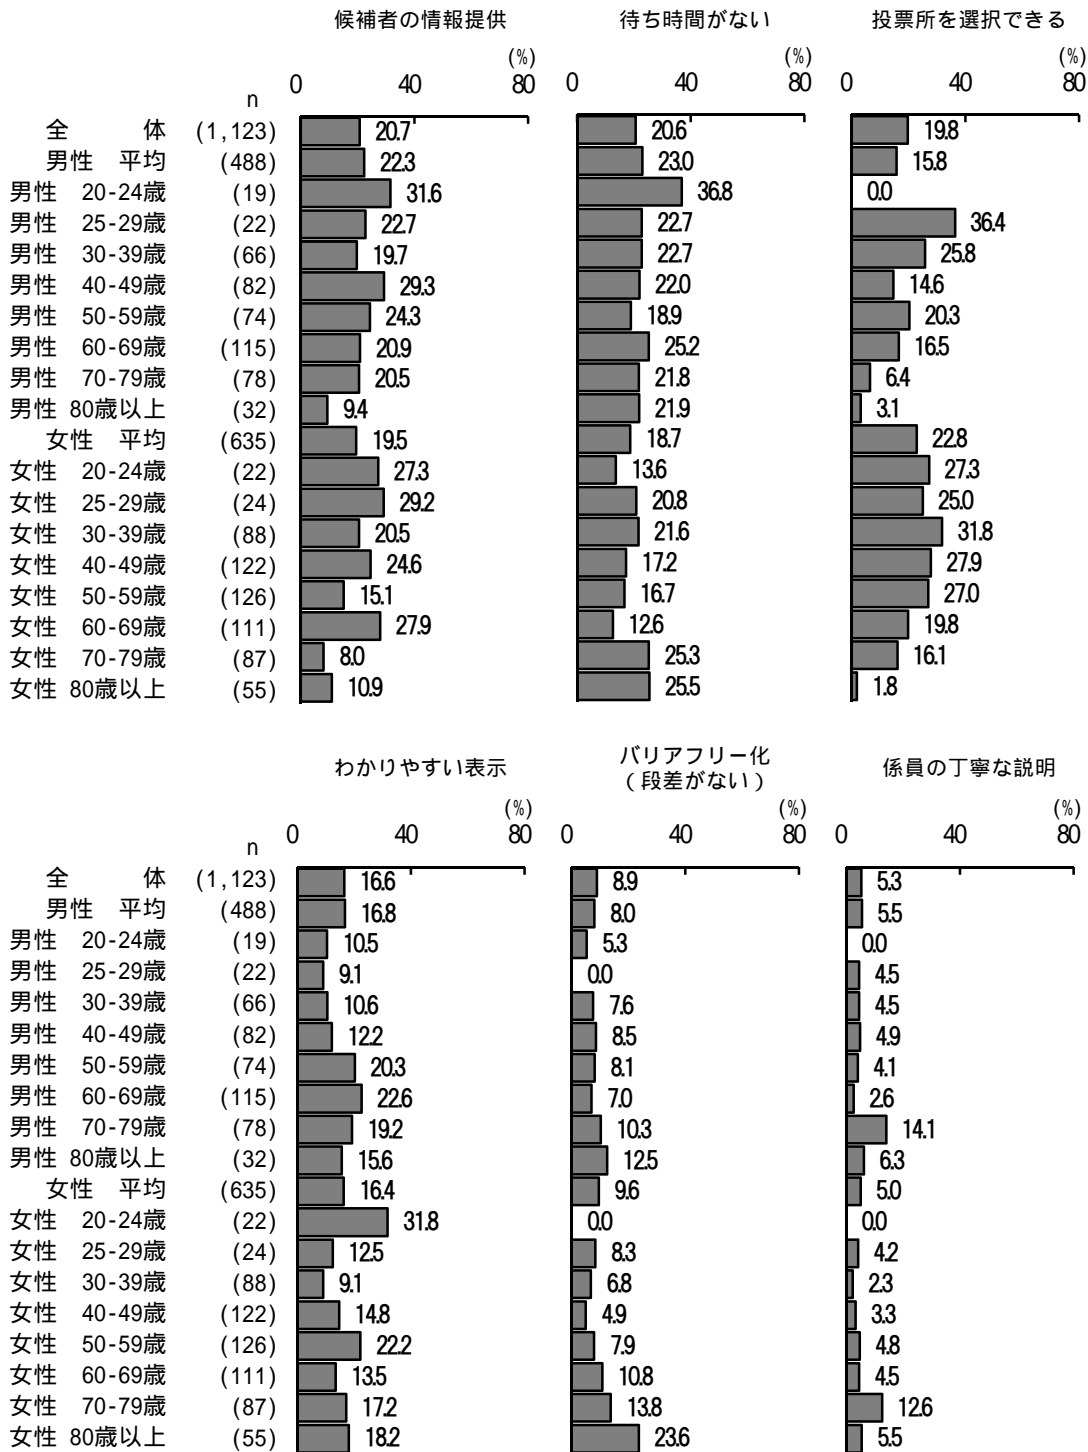 候補者の情報提供 待ち時間がない 投票所を選択できる
(%) (%) (%)
0 40 80 0 40 80 0 40 80
n
全 体 (1,123) 20.7 20.6 19.8
男性 平均 (488) 22.3 23.0 15.8
男性 20-24歳 (19) 31.6 36.8 0.0
男性 25-29歳 (22) 22.7 22.7 36.4
男性 30-39歳 (66) 19.7 22.7 25.8
男性 40-49歳 (82) 29.3 22.0 14.6
男性 50-59歳 (74) 24.3 18.9 20.3
男性 60-69歳 (115) 20.9 25.2 16.5
男性 70-79歳 (78) 20.5 21.8 6.4
男性 80歳以上 (32) 9.4 21.9 3.1
女性 平均 (635) 19.5 18.7 22.8
女性 20-24歳 (22) 27.3 13.6 27.3
女性 25-29歳 (24) 29.2 20.8 25.0
女性 30-39歳 (88) 20.5 21.6 31.8
女性 40-49歳 (122) 24.6 17.2 27.9
女性 50-59歳 (126) 15.1 16.7 27.0
女性 60-69歳 (111) 27.9 12.6 19.8
女性 70-79歳 (87) 8.0 25.3 16.1
女性 80歳以上 (55) 10.9 25.5 1.8
わかりやすい表示 バリアフリー化 係員の丁寧な説明
(段差がない)
(%) (%) (%)
0 40 80 0 40 80 0 40 80
n
全 体 (1,123) 16.6 8.9 5.3
男性 平均 (488) 16.8 8.0 5.5
男性 20-24歳 (19) 10.5 5.3 0.0
男性 25-29歳 (22) 9.1 0.0 4.5
男性 30-39歳 (66) 10.6 7.6 4.5
男性 40-49歳 (82) 12.2 8.5 4.9
男性 50-59歳 (74) 20.3 8.1 4.1
男性 60-69歳 (115) 22.6 7.0 2.6
男性 70-79歳 (78) 19.2 10.3 14.1
男性 80歳以上 (32) 15.6 12.5 6.3
女性 平均 (635) 16.4 9.6 5.0
女性 20-24歳 (22) 31.8 0.0 0.0
女性 25-29歳 (24) 12.5 8.3 4.2
女性 30-39歳 (88) 9.1 6.8 2.3
女性 40-49歳 (122) 14.8 4.9 3.3
女性 50-59歳 (126) 22.2 7.9 4.8
女性 60-69歳 (111) 13.5 10.8 4.5
女性 70-79歳 (87) 17.2 13.8 12.6
女性 80歳以上 (55) 18.2 23.6 5.5